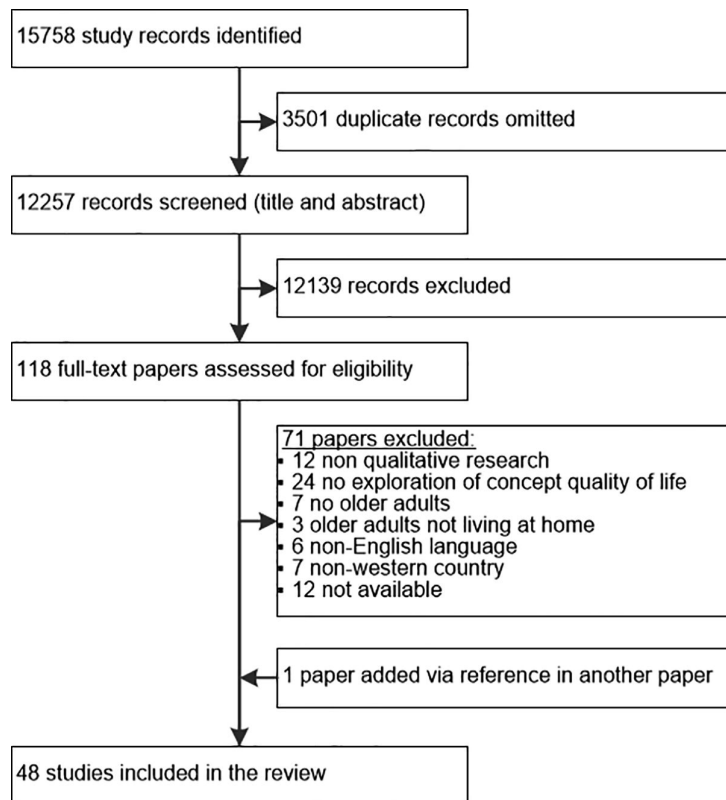 15758 study records identified
3501 duplicate records omitted
12257 records screened (title and abstract)
12139 records excluded
118 full-text papers assessed for eligibility
71 papers excluded:
▪ 12 non qualitative research
▪ 24 no exploration of concept quality of life
▪ 7 no older adults
▪ 3 older adults not living at home
▪ 6 non-English language
▪ 7 non-western country
▪ 12 not available
1 paper added via reference in another paper
48 studies included in the review